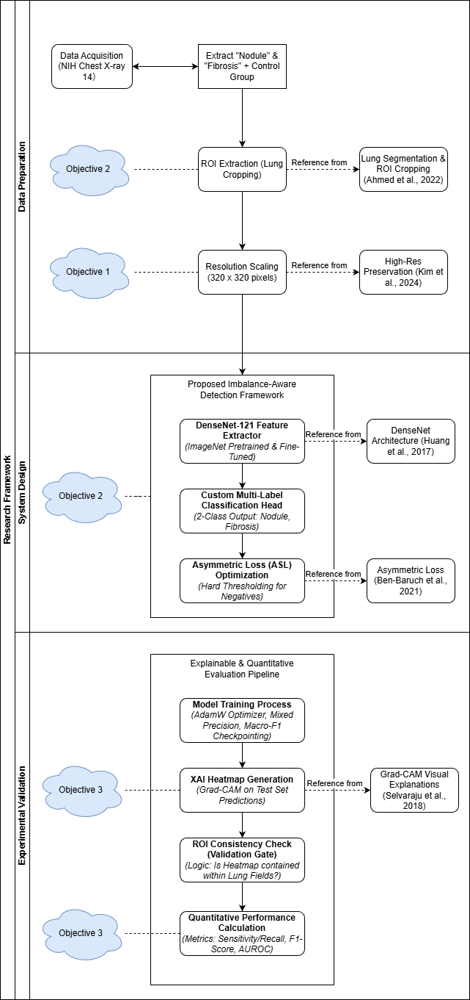 Research Framework
Data Preparation
Data Acquisition
(NIH Chest X-ray
14)
Extract "Nodule" &
"Fibrosis" + Control
Group
Objective 2
ROI Extraction (Lung
Cropping)
Reference from
Lung Segmentation &
ROI Cropping
(Ahmed et al., 2022)
Objective 1
Resolution Scaling
(320 x 320 pixels)
Reference from
High-Res
Preservation (Kim et
al., 2024)
System Design
Proposed Imbalance-Aware
Detection Framework
DenseNet-121 Feature
Extractor
(ImageNet Pretrained & Fine-
Tuned)
Reference from
DenseNet
Architecture (Huang
et al., 2017)
Objective 2
Custom Multi-Label
Classification Head
(2-Class Output: Nodule,
Fibrosis)
Asymmetric Loss (ASL)
Optimization
(Hard Thresholding for
Negatives)
Reference from
Asymmetric Loss
(Ben-Baruch et al.,
2021)
Experimental Validation
Explainable & Quantitative
Evaluation Pipeline
Model Training Process
(AdamW Optimizer, Mixed
Precision, Macro-F1
Checkpointing)
Objective 3
XAI Heatmap Generation
(Grad-CAM on Test Set
Predictions)
Reference from
Grad-CAM Visual
Explanations
(Selvaraju et al.,
2018)
ROI Consistency Check
(Validation Gate)
(Logic: Is Heatmap contained
within Lung Fields?)
Objective 3
Quantitative Performance
Calculation
(Metrics: Sensitivity/Recall, F1-
Score, AUROC)